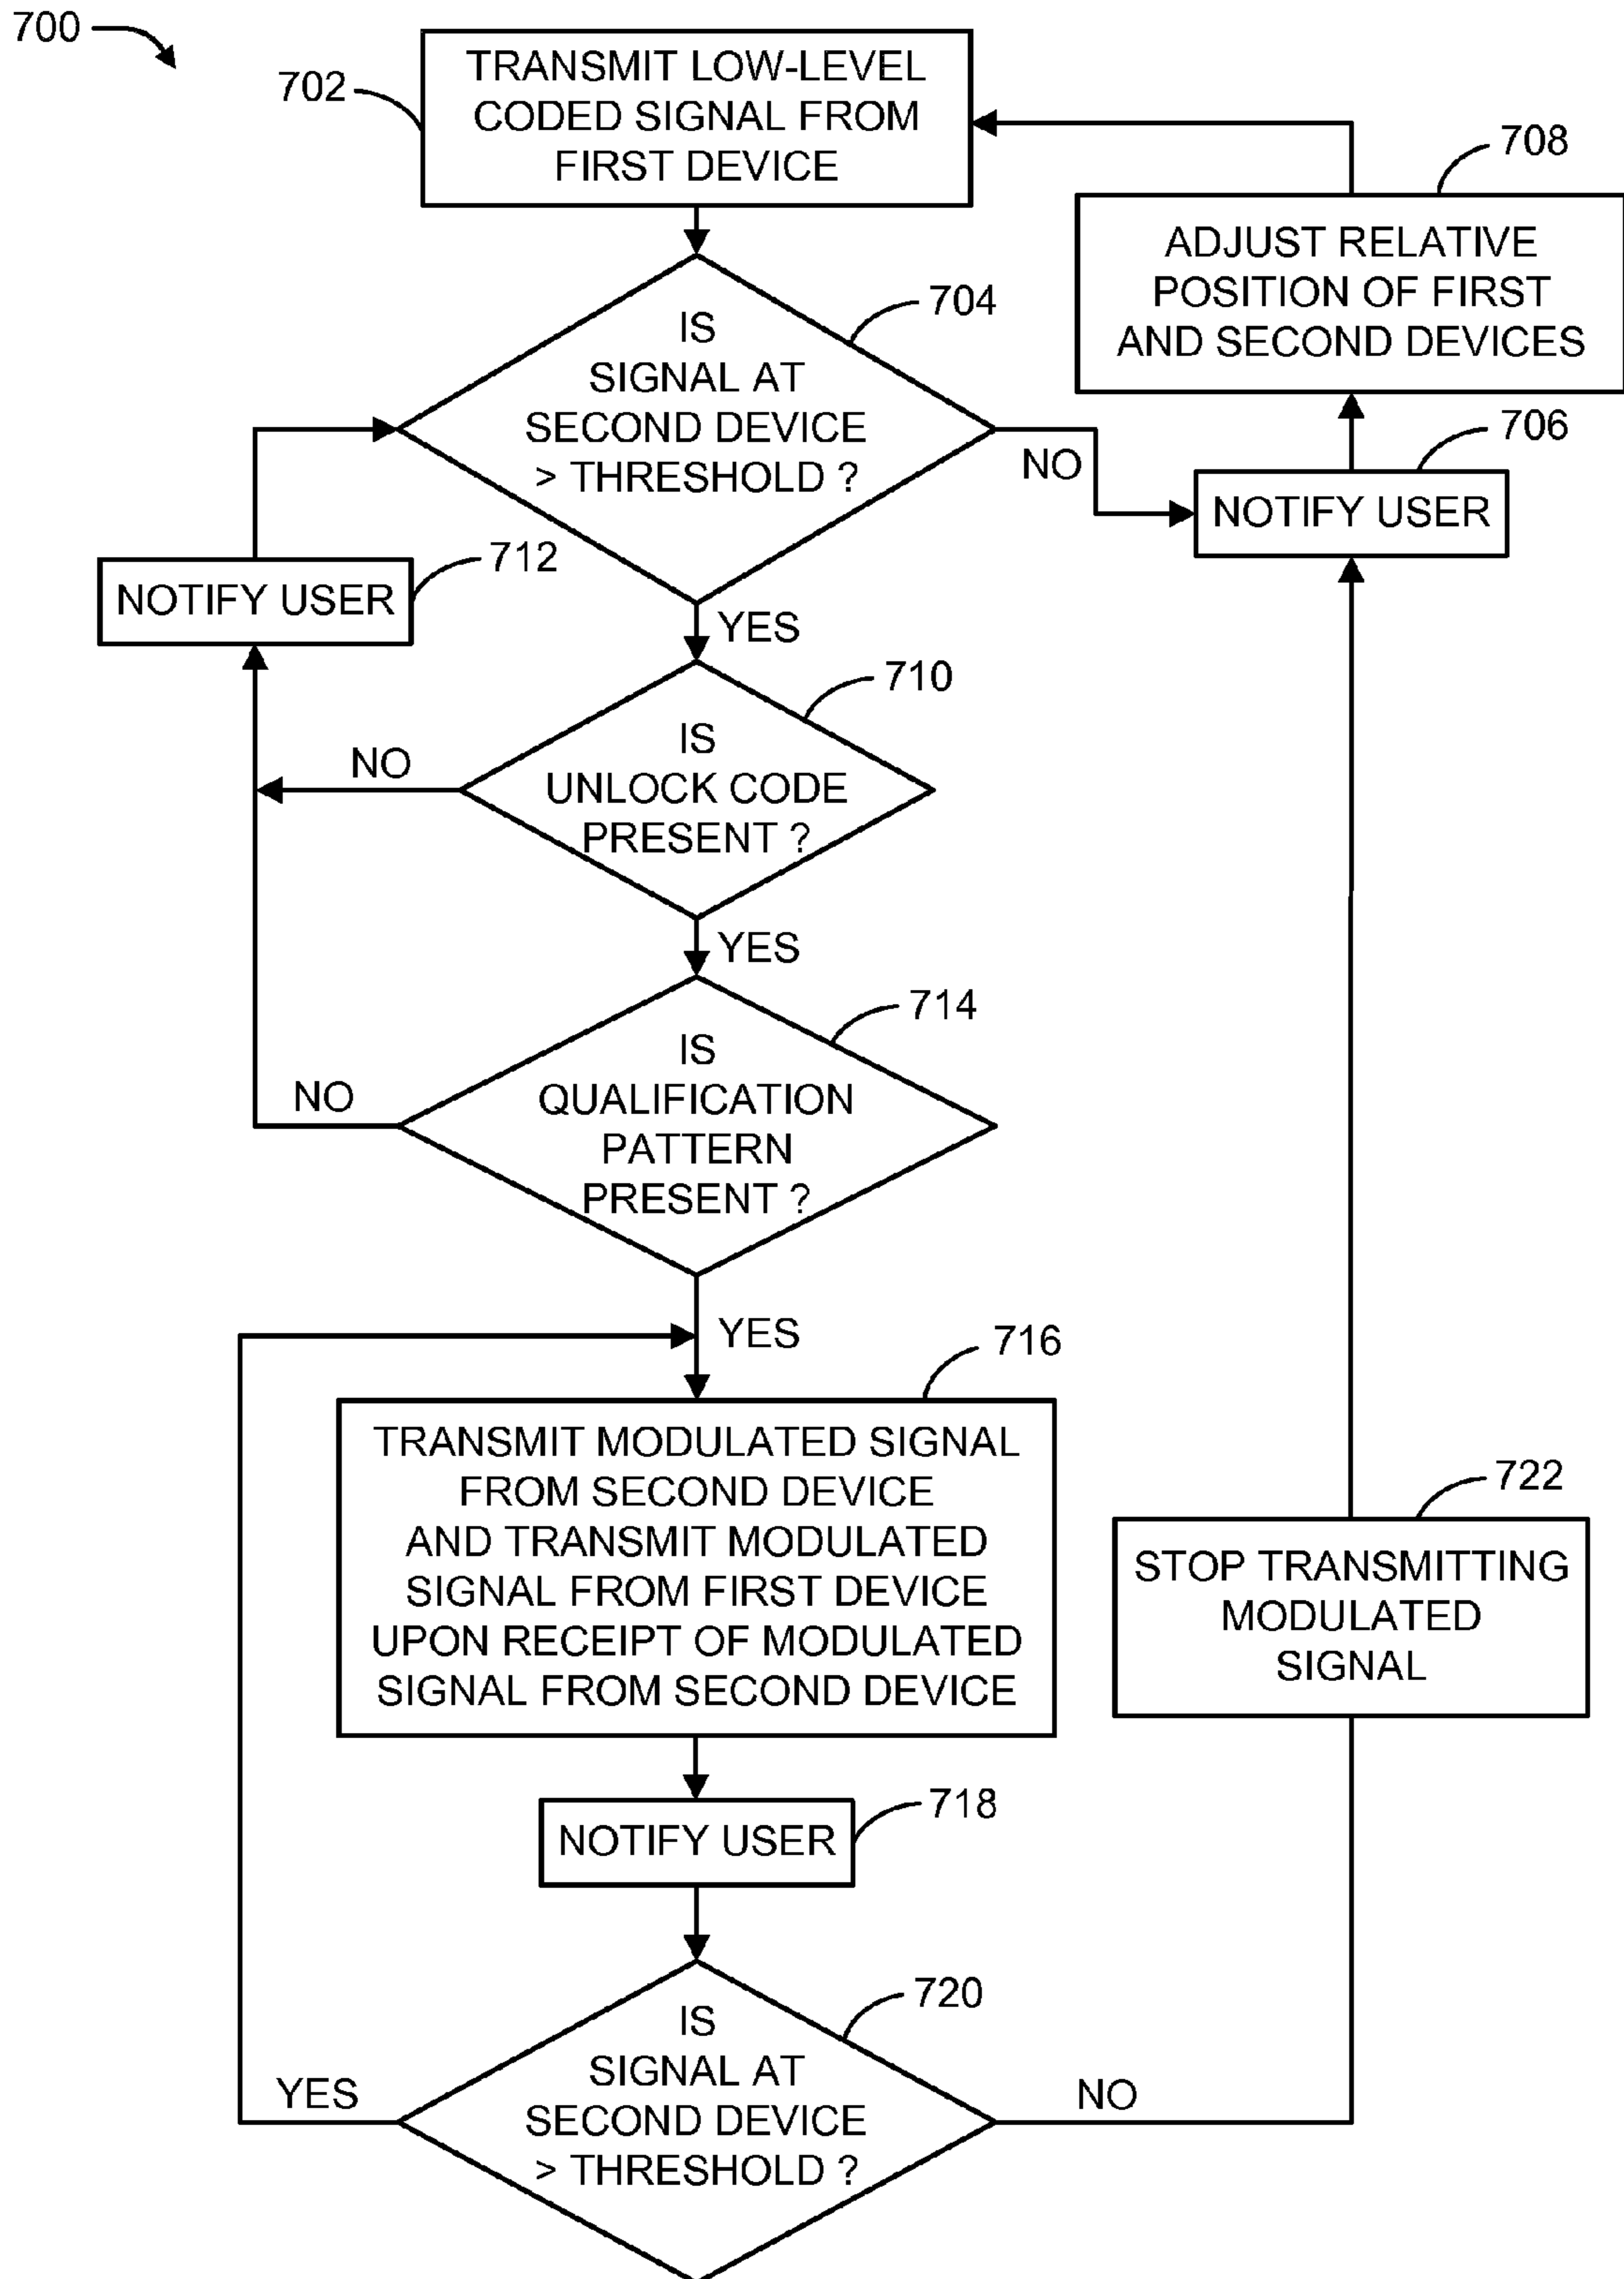 700
702
TRANSMIT LOW-LEVEL
CODED SIGNAL FROM
FIRST DEVICE
708
ADJUST RELATIVE
POSITION OF FIRST
AND SECOND DEVICES
704
IS
SIGNAL AT
SECOND DEVICE
> THRESHOLD ?
NO
706
NOTIFY USER
712
NOTIFY USER
YES
710
IS
UNLOCK CODE
PRESENT ?
NO
YES
714
IS
QUALIFICATION
PATTERN
PRESENT ?
NO
YES
716
TRANSMIT MODULATED SIGNAL
FROM SECOND DEVICE
AND TRANSMIT MODULATED
SIGNAL FROM FIRST DEVICE
UPON RECEIPT OF MODULATED
SIGNAL FROM SECOND DEVICE
722
STOP TRANSMITTING
MODULATED
SIGNAL
718
NOTIFY USER
720
IS
SIGNAL AT
SECOND DEVICE
> THRESHOLD ?
YES
NO